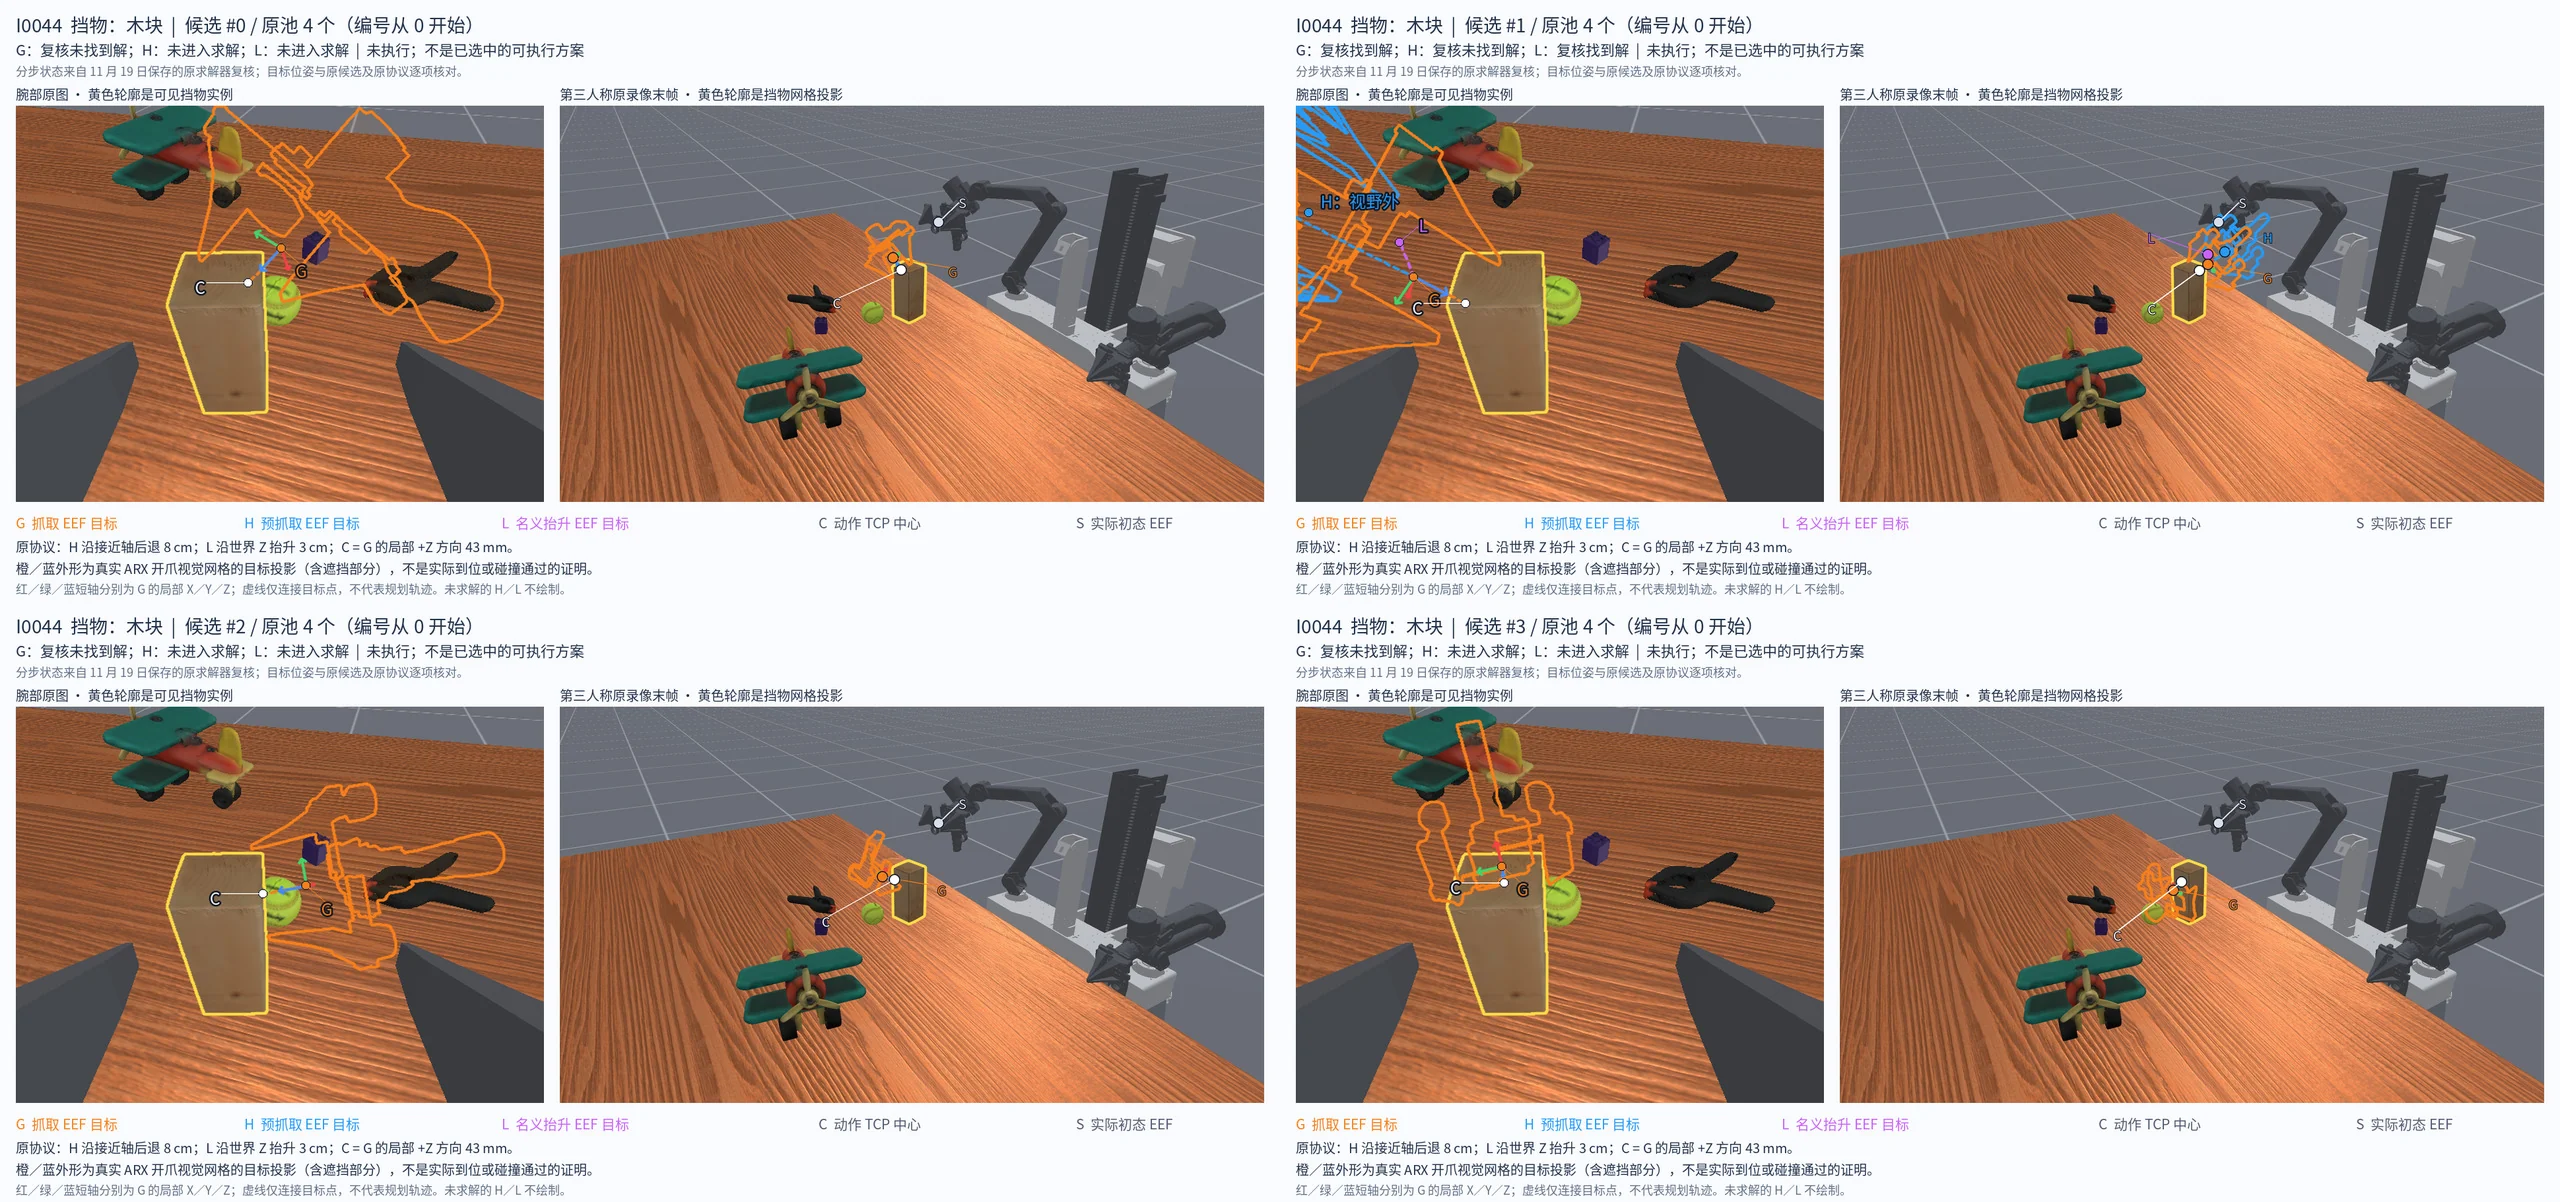 I0044 挡物：木块 | 候选 #0 / 原池 4 个（编号从 0 开始）
G：复核未找到解；H：未进入求解；L：未进入求解 | 未执行；不是已选中的可执行方案
分步状态来自 11 月 19 日保存的原求解器复核；目标位姿与原候选及原协议逐项核对。
腕部原图 · 黄色轮廓是可见挡物实例
第三人称原录像末帧 · 黄色轮廓是挡物网格投影
C
G
S
C
G
G 抓取 EEF 目标
H 预抓取 EEF 目标
L 名义抬升 EEF 目标
C 动作 TCP 中心
S 实际初态 EEF
原协议：H 沿接近轴后退 8 cm；L 沿世界 Z 抬升 3 cm；C = G 的局部 +Z 方向 43 mm。
橙／蓝外形为真实 ARX 开爪视觉网格的目标投影（含遮挡部分），不是实际到位或碰撞通过的证明。
红／绿／蓝短轴分别为 G 的局部 X／Y／Z；虚线仅连接目标点，不代表规划轨迹。未求解的 H／L 不绘制。
I0044 挡物：木块 | 候选 #1 / 原池 4 个（编号从 0 开始）
G：复核找到解；H：复核未找到解；L：复核找到解 | 未执行；不是已选中的可执行方案
分步状态来自 11 月 19 日保存的原求解器复核；目标位姿与原候选及原协议逐项核对。
腕部原图 · 黄色轮廓是可见挡物实例
第三人称原录像末帧 · 黄色轮廓是挡物网格投影
H：视野外
L
G
C
S
L
H
G
C
G 抓取 EEF 目标
H 预抓取 EEF 目标
L 名义抬升 EEF 目标
C 动作 TCP 中心
S 实际初态 EEF
原协议：H 沿接近轴后退 8 cm；L 沿世界 Z 抬升 3 cm；C = G 的局部 +Z 方向 43 mm。
橙／蓝外形为真实 ARX 开爪视觉网格的目标投影（含遮挡部分），不是实际到位或碰撞通过的证明。
红／绿／蓝短轴分别为 G 的局部 X／Y／Z；虚线仅连接目标点，不代表规划轨迹。未求解的 H／L 不绘制。
I0044 挡物：木块 | 候选 #2 / 原池 4 个（编号从 0 开始）
G：复核未找到解；H：未进入求解；L：未进入求解 | 未执行；不是已选中的可执行方案
分步状态来自 11 月 19 日保存的原求解器复核；目标位姿与原候选及原协议逐项核对。
腕部原图 · 黄色轮廓是可见挡物实例
第三人称原录像末帧 · 黄色轮廓是挡物网格投影
C
G
S
G
C
G 抓取 EEF 目标
H 预抓取 EEF 目标
L 名义抬升 EEF 目标
C 动作 TCP 中心
S 实际初态 EEF
原协议：H 沿接近轴后退 8 cm；L 沿世界 Z 抬升 3 cm；C = G 的局部 +Z 方向 43 mm。
橙／蓝外形为真实 ARX 开爪视觉网格的目标投影（含遮挡部分），不是实际到位或碰撞通过的证明。
红／绿／蓝短轴分别为 G 的局部 X／Y／Z；虚线仅连接目标点，不代表规划轨迹。未求解的 H／L 不绘制。
I0044 挡物：木块 | 候选 #3 / 原池 4 个（编号从 0 开始）
G：复核未找到解；H：未进入求解；L：未进入求解 | 未执行；不是已选中的可执行方案
分步状态来自 11 月 19 日保存的原求解器复核；目标位姿与原候选及原协议逐项核对。
腕部原图 · 黄色轮廓是可见挡物实例
第三人称原录像末帧 · 黄色轮廓是挡物网格投影
C
G
S
G
C
G 抓取 EEF 目标
H 预抓取 EEF 目标
L 名义抬升 EEF 目标
C 动作 TCP 中心
S 实际初态 EEF
原协议：H 沿接近轴后退 8 cm；L 沿世界 Z 抬升 3 cm；C = G 的局部 +Z 方向 43 mm。
橙／蓝外形为真实 ARX 开爪视觉网格的目标投影（含遮挡部分），不是实际到位或碰撞通过的证明。
红／绿／蓝短轴分别为 G 的局部 X／Y／Z；虚线仅连接目标点，不代表规划轨迹。未求解的 H／L 不绘制。